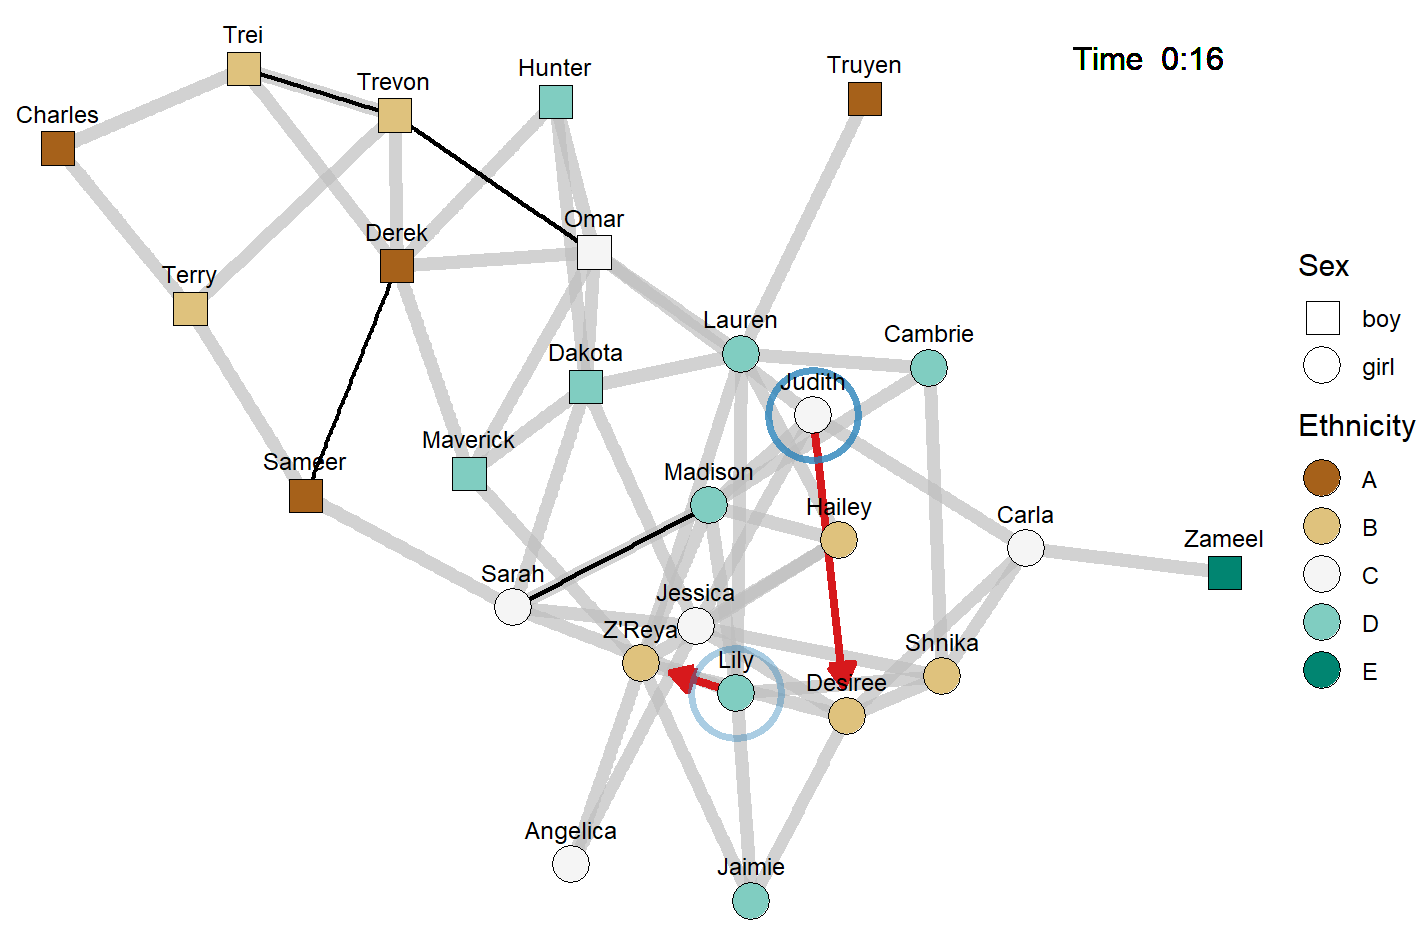 Trei
Trevon
Hunter
Truyen
Time 0:16
Charles
Omar
Derek
Terry
Sex
boy
girl
Lauren
Cambrie
Dakota
Judith
Maverick
Sameer
Madison
Hailey
Carla
Zameel
Ethnicity
A
B
C
D
E
Sarah
Jessica
Z'Reya
Lily
Shnika
Desiree
Angelica
Jaimie